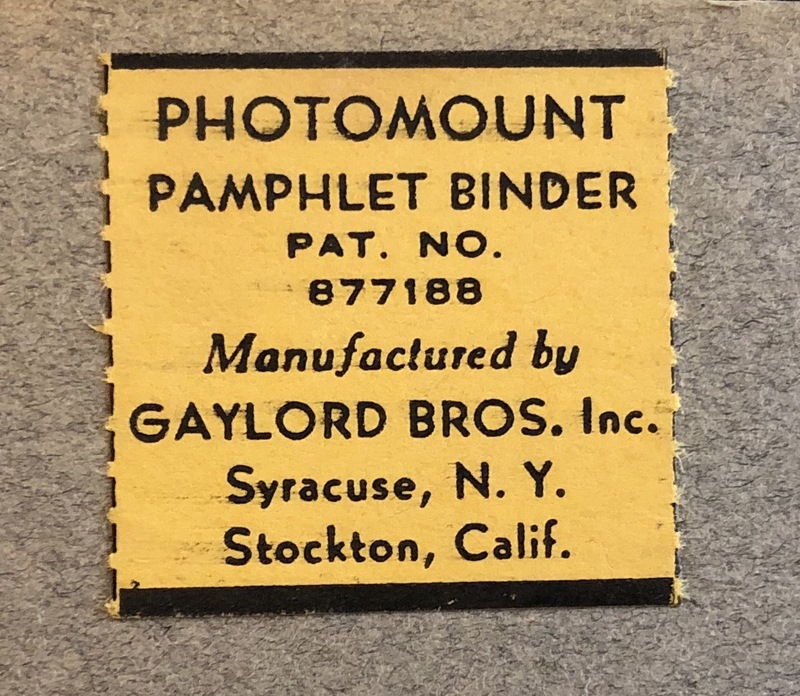 PHOTOMOUNT
PAMPHLET BINDER
PAT. NO.
877188
Manufactured by
GAYLORD BROS. Inc.
Syracuse, N. Y.
Stockton, Calif.